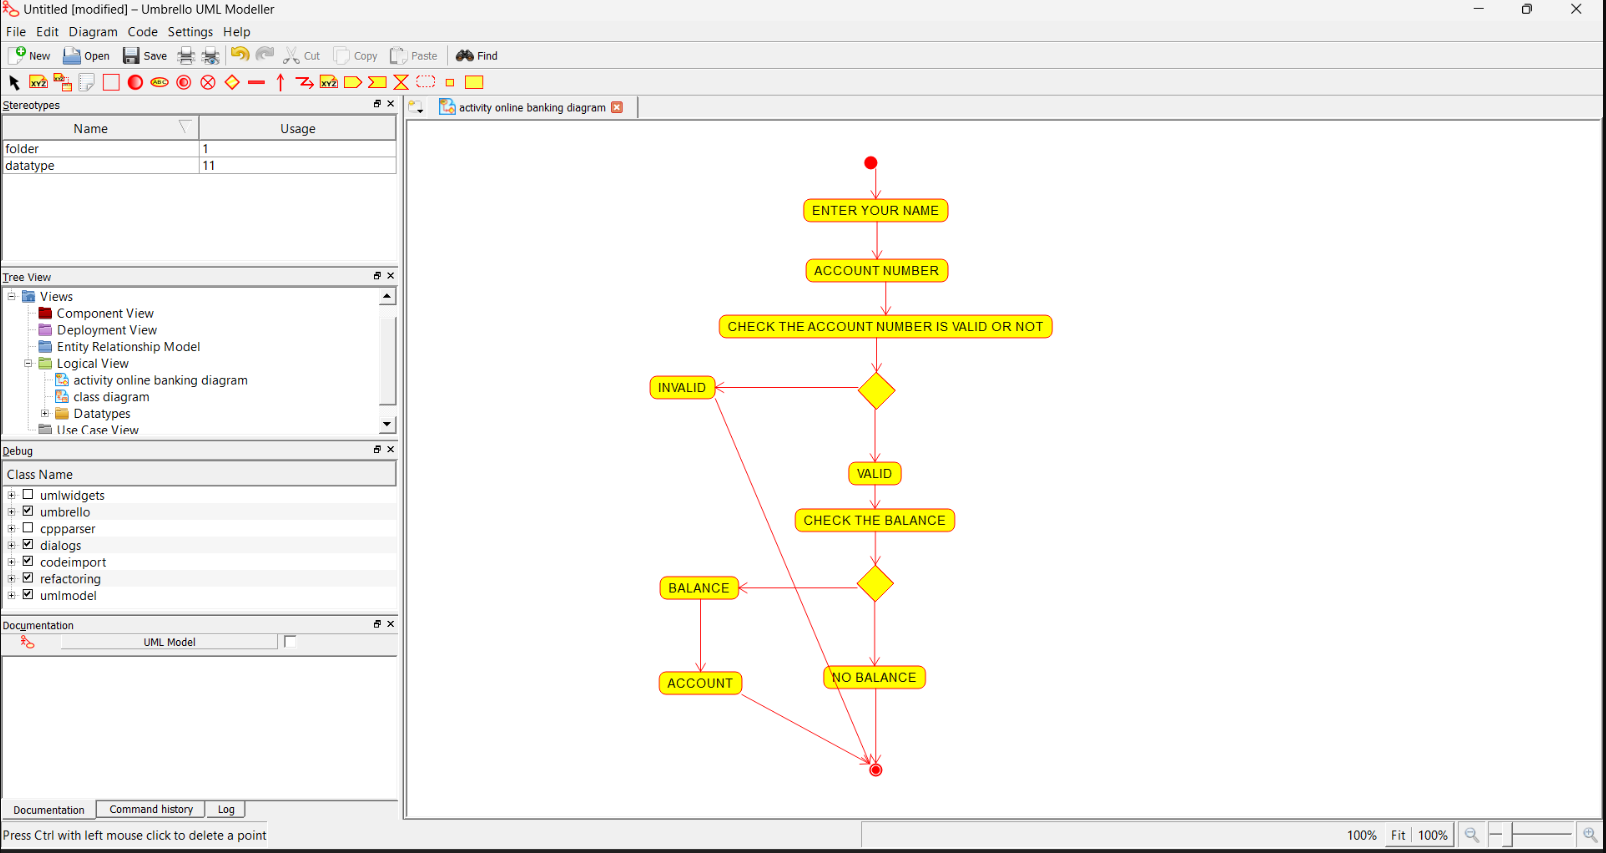 Untitled [modified] – Umbrello UML Modeller
File Edit Diagram Code Settings Help
New Open Save Cut Copy Paste Find
XYZ XYZ ABC XYZ
Stereotypes
Name Usage
folder 1
datatype 11
Tree View
Views
Component View
Deployment View
Entity Relationship Model
Logical View
activity online banking diagram
class diagram
Datatypes
Use Case View
Debug
Class Name
umlwidgets
umbrello
cppparser
dialogs
codeimport
refactoring
umlmodel
Documentation
UML Model
Documentation Command history Log
Press Ctrl with left mouse click to delete a point
activity online banking diagram
ENTER YOUR NAME
ACCOUNT NUMBER
CHECK THE ACCOUNT NUMBER IS VALID OR NOT
INVALID
VALID
CHECK THE BALANCE
BALANCE
NO BALANCE
ACCOUNT
100% Fit 100%